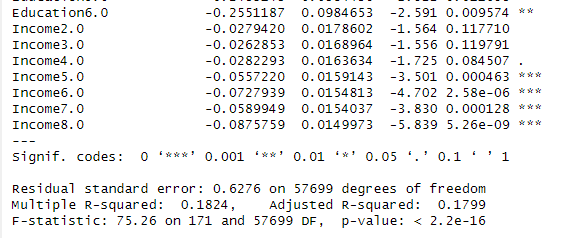 Education6.0 -0.2551187 0.0984653 -2.591 0.009574 **
Income2.0 -0.0279420 0.0178602 -1.564 0.117710
Income3.0 -0.0262853 0.0168964 -1.556 0.119791
Income4.0 -0.0282293 0.0163634 -1.725 0.084507 .
Income5.0 -0.0557220 0.0159143 -3.501 0.000463 ***
Income6.0 -0.0727939 0.0154813 -4.702 2.58e-06 ***
Income7.0 -0.0589949 0.0154037 -3.830 0.000128 ***
Income8.0 -0.0875759 0.0149973 -5.839 5.26e-09 ***
---
Signif. codes: 0 ‘***’ 0.001 ‘**’ 0.01 ‘*’ 0.05 ‘.’ 0.1 ‘ ’ 1
Residual standard error: 0.6276 on 57699 degrees of freedom
Multiple R-squared: 0.1824, Adjusted R-squared: 0.1799
F-statistic: 75.26 on 171 and 57699 DF, p-value: < 2.2e-16